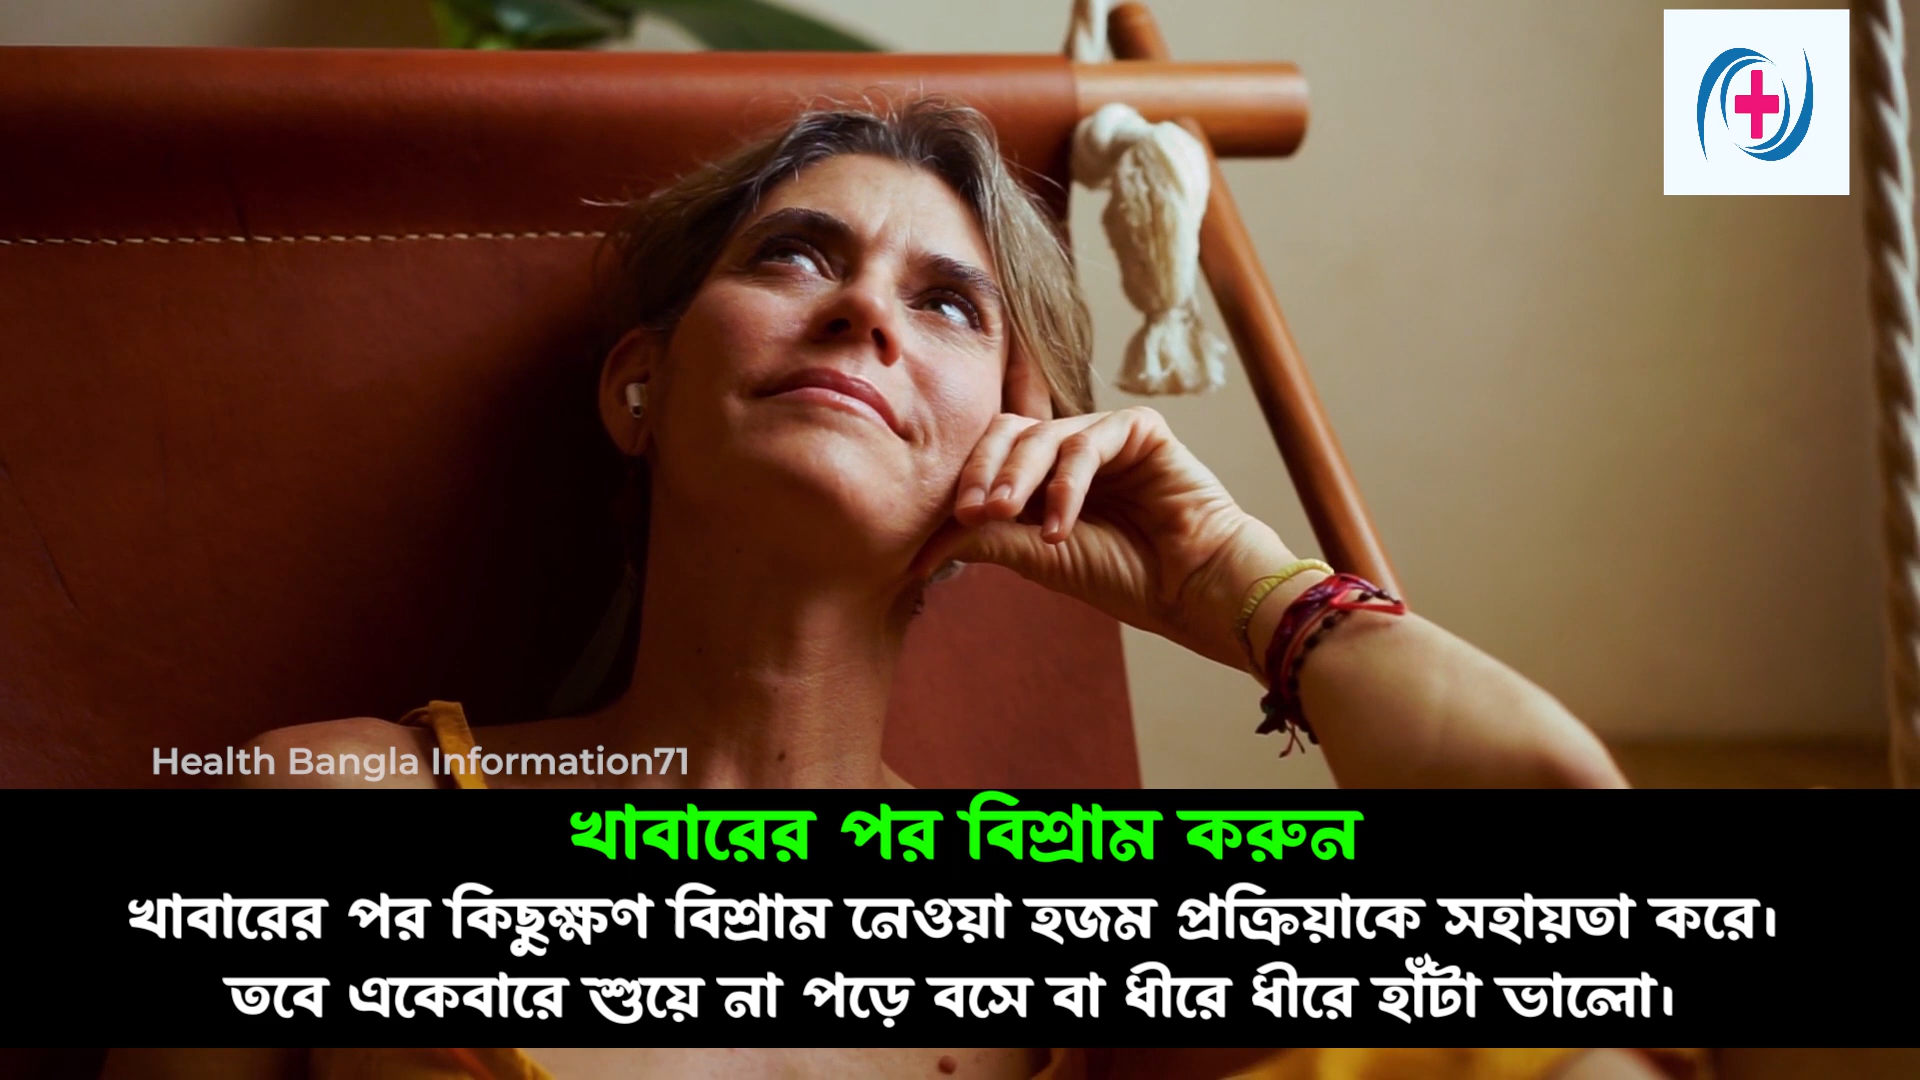 Health Bangla Information71
খাবারের পর বিশ্রাম করুন
খাবারের পর কিছুক্ষণ বিশ্রাম নেওয়া হজম প্রক্রিয়াকে সহায়তা করে।
তবে একেবারে শুয়ে না পড়ে বসে বা ধীরে ধীরে হাঁটা ভালো।